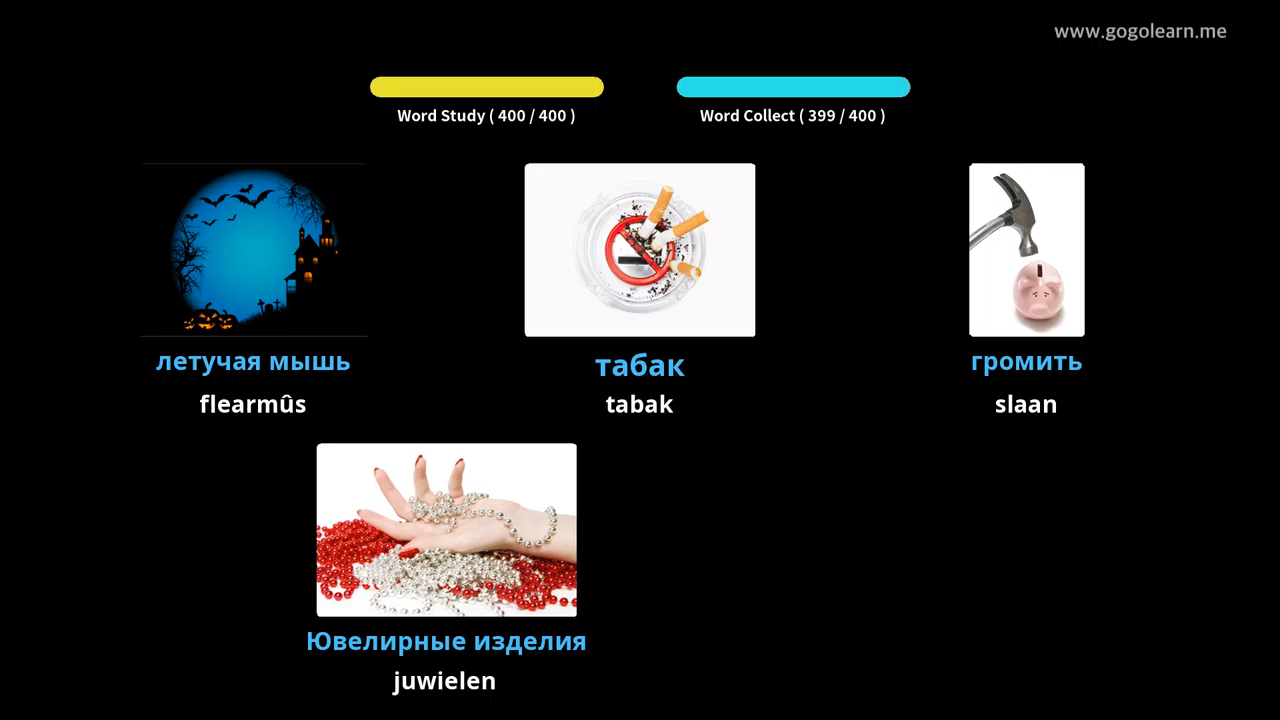 www.gogolearn.me
Word Study ( 400 / 400 )
Word Collect ( 399 / 400 )
летучая мышь
flearmûs
табак
tabak
громить
slaan
Ювелирные изделия
juwielen